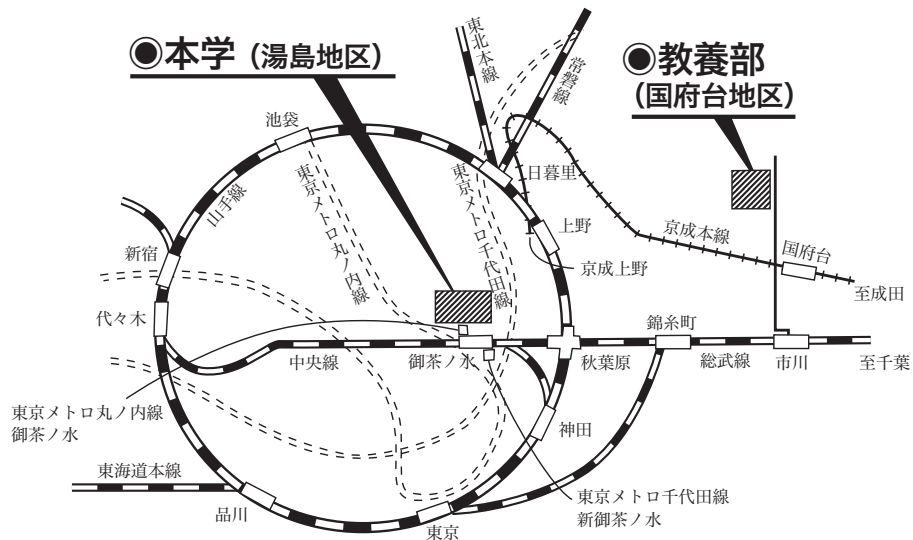 ◉本学（湯島地区）
◉教養部
（国府台地区）
東北本線
常磐線
池袋
日暮里
山手線
東京メトロ丸ノ内線
東京メトロ千代田線
上野
京成本線
国府台
新宿
京成上野
至成田
代々木
錦糸町
中央線
御茶ノ水
秋葉原
総武線
市川
至千葉
東京メトロ丸ノ内線
御茶ノ水
神田
東海道本線
東京メトロ千代田線
新御茶ノ水
品川
東京